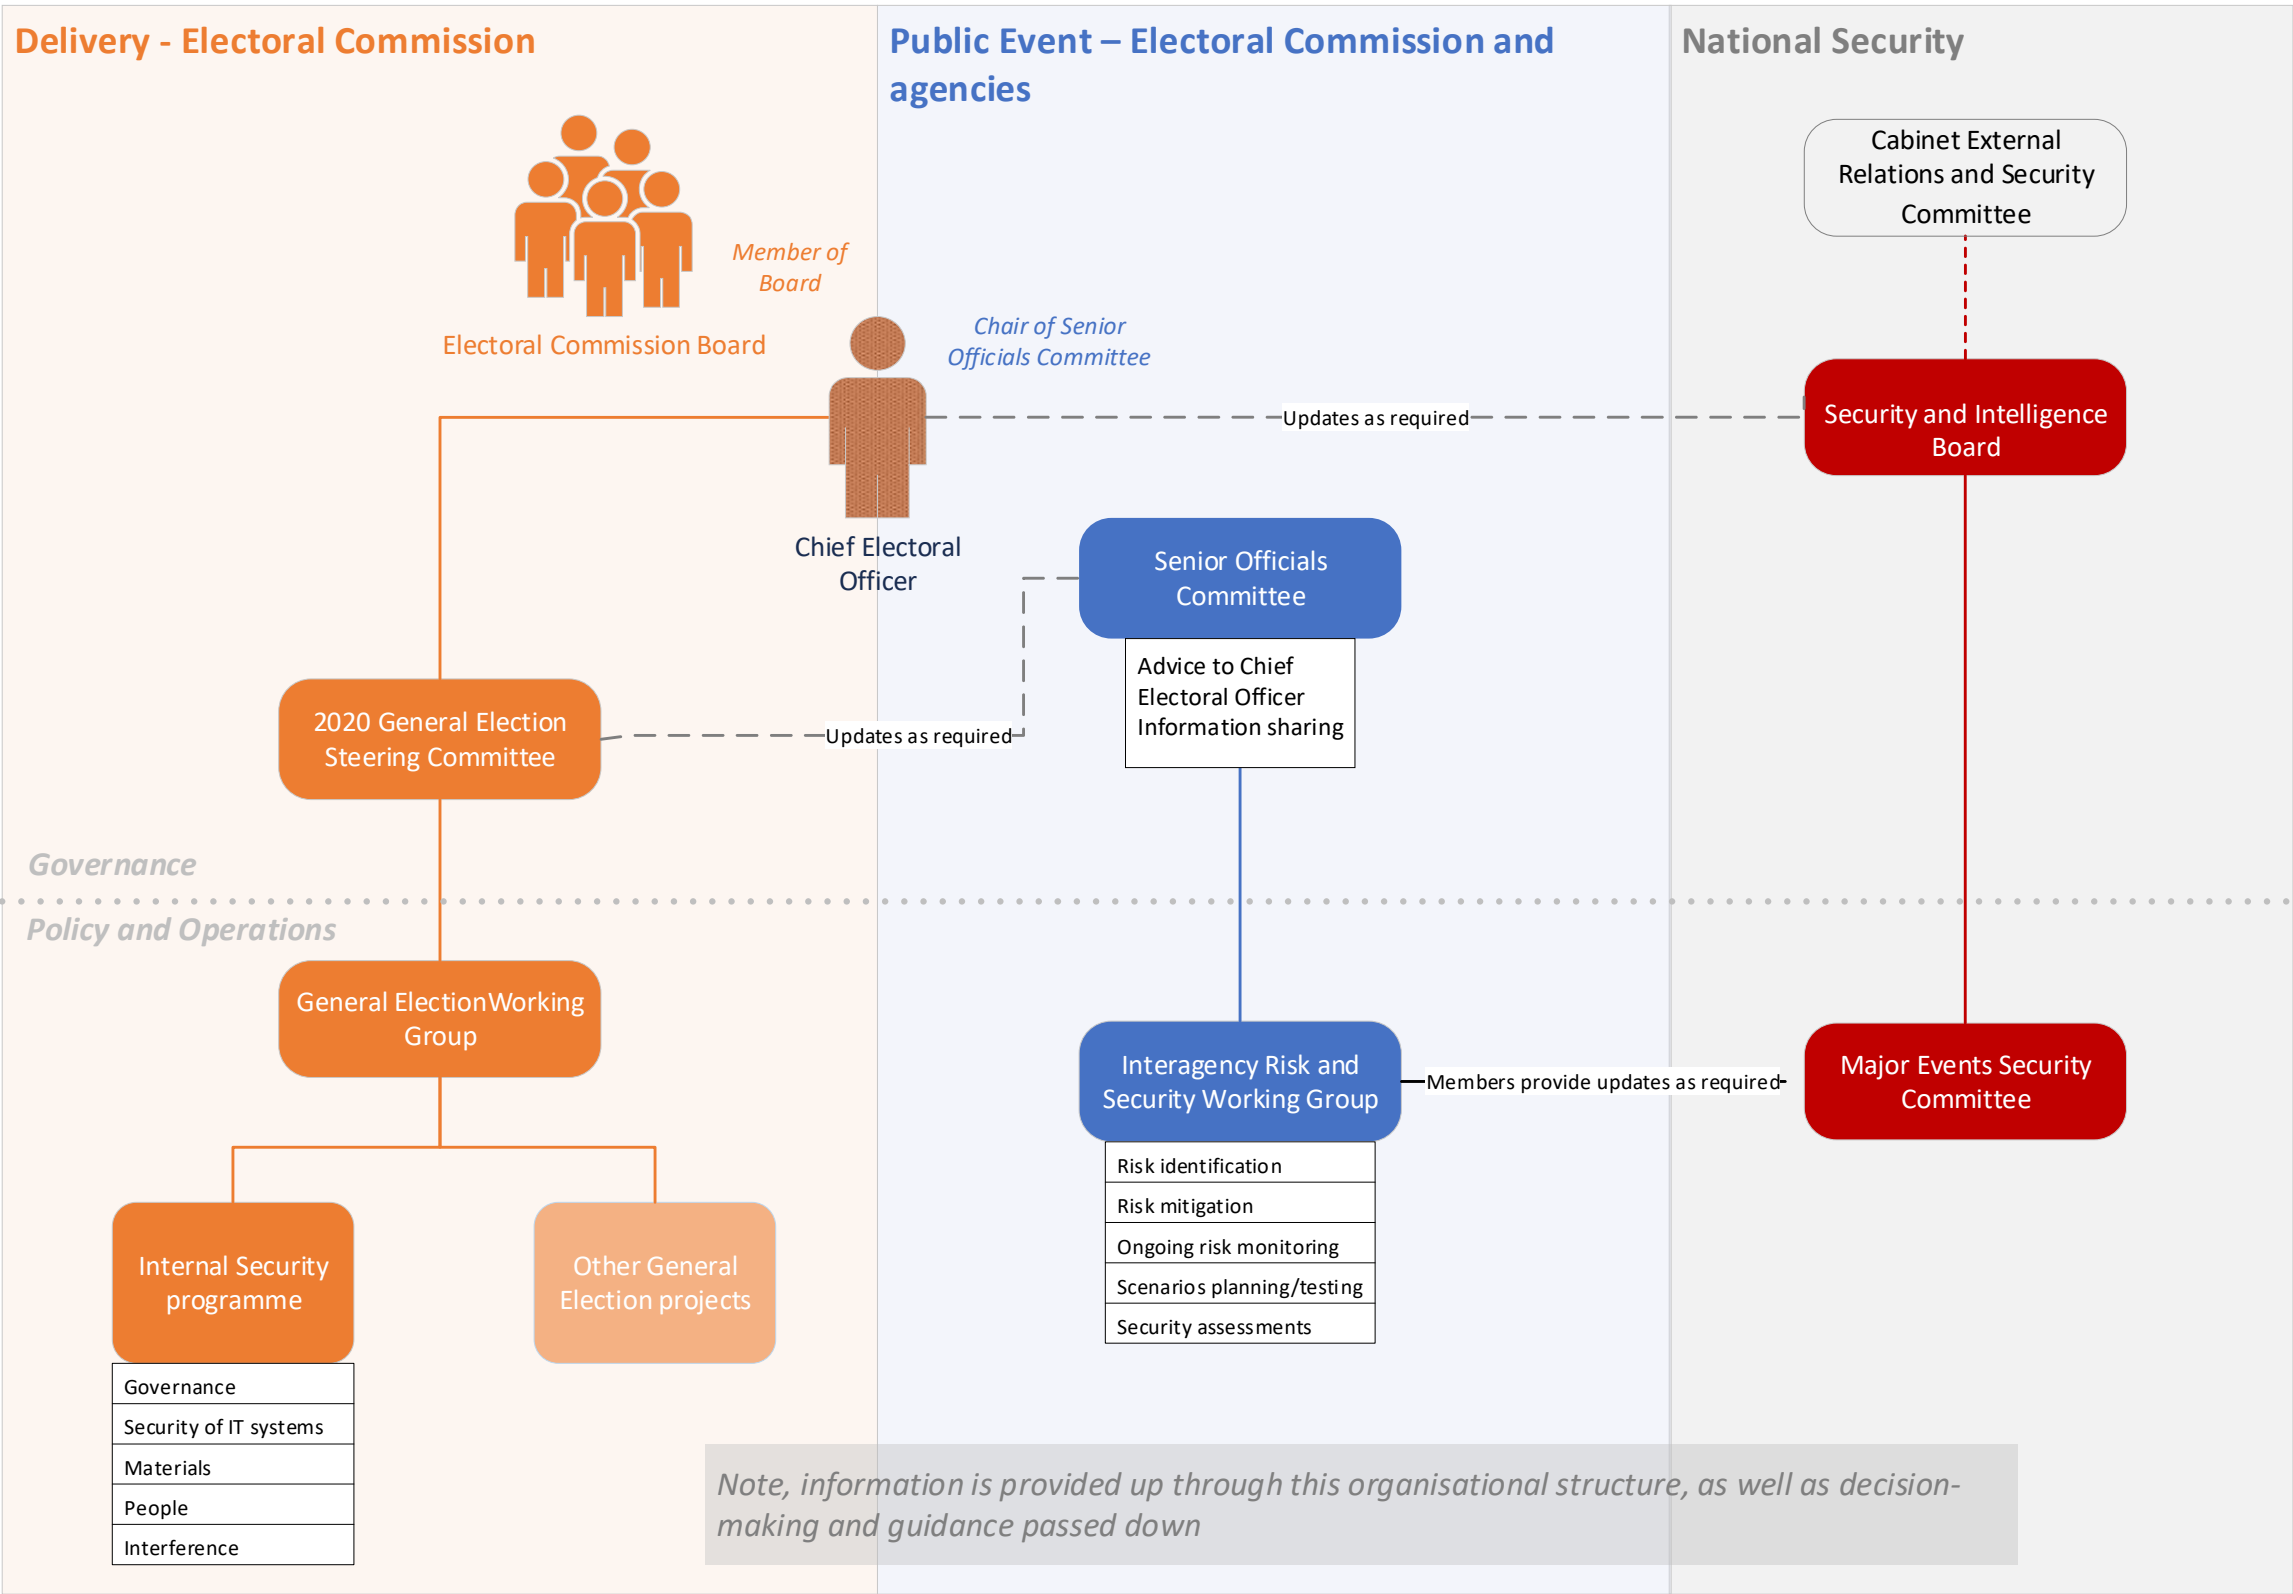 Delivery - Electoral Commission
Public Event – Electoral Commission and
agencies
National Security
Member of
Board
Electoral Commission Board
Chair of Senior
Officials Committee
Chief Electoral
Officer
Updates as required
Cabinet External
Relations and Security
Committee
Security and Intelligence
Board
Senior Officials
Committee
Advice to Chief
Electoral Officer
Information sharing
2020 General Election
Steering Committee
Updates as required
Governance
Policy and Operations
General Election Working
Group
Interagency Risk and
Security Working Group
Members provide updates as required
Major Events Security
Committee
Risk identification
Risk mitigation
Ongoing risk monitoring
Scenarios planning/testing
Security assessments
Internal Security
programme
Other General
Election projects
Governance
Security of IT systems
Materials
People
Interference
Note, information is provided up through this organisational structure, as well as decision-
making and guidance passed down